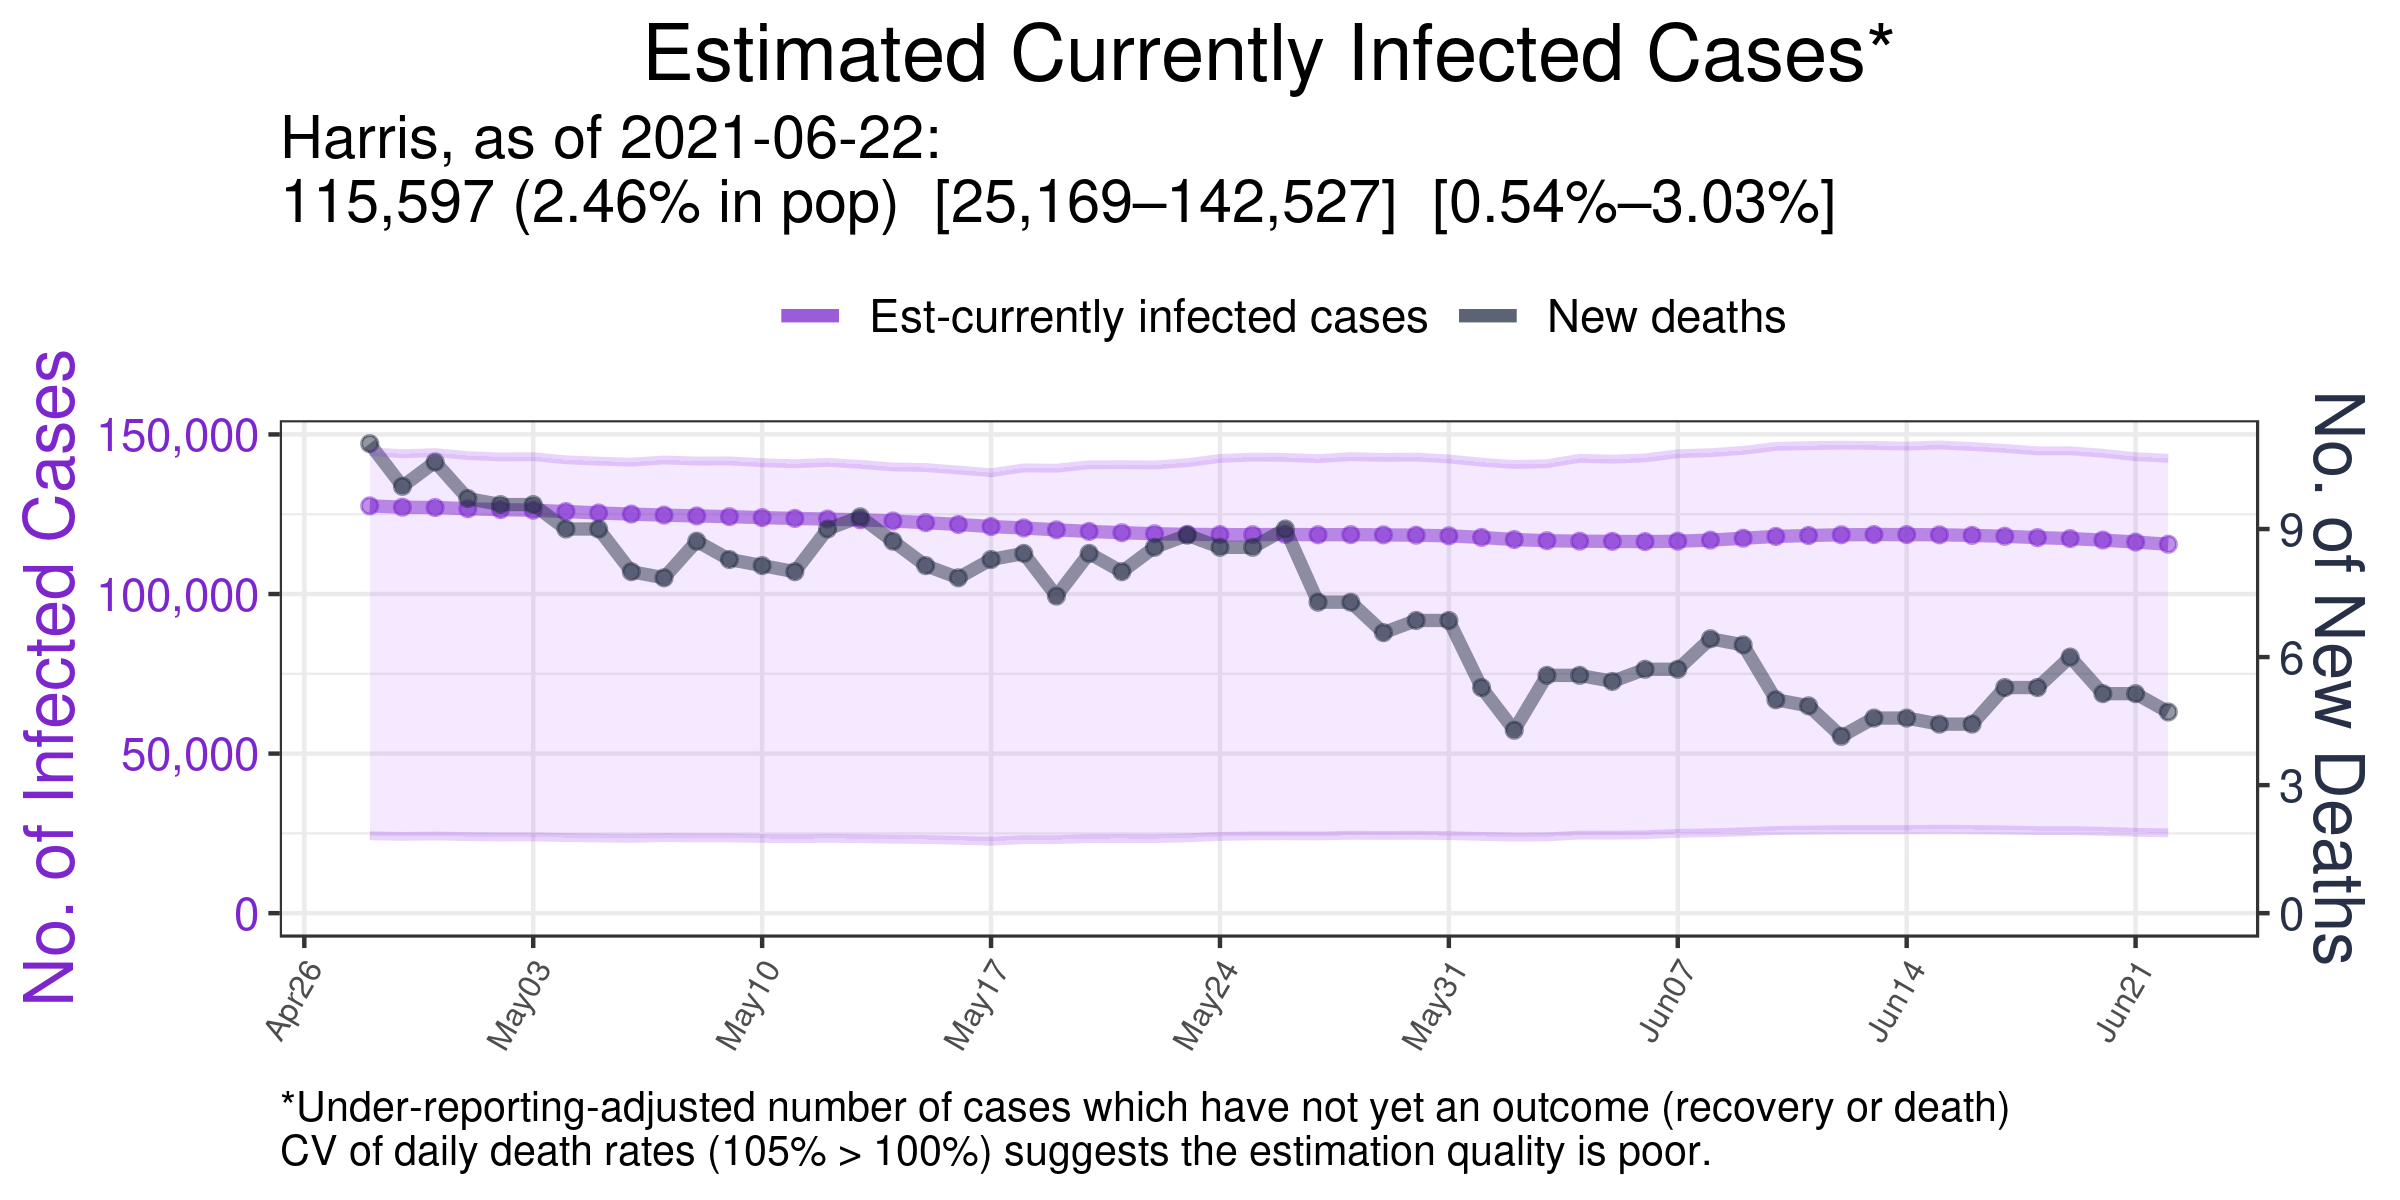 Estimated Currently Infected Cases*
Harris, as of 2021-06-22:
115,597 (2.46% in pop)  [25,169–142,527]  [0.54%–3.03%]
Est-currently infected cases
New deaths
No. of Infected Cases
150,000
100,000
50,000
0
9
6
3
0
No. of New Deaths
Apr26
May03
May10
May17
May24
May31
Jun07
Jun14
Jun21
*Under-reporting-adjusted number of cases which have not yet an outcome (recovery or death)
CV of daily death rates (105% > 100%) suggests the estimation quality is poor.